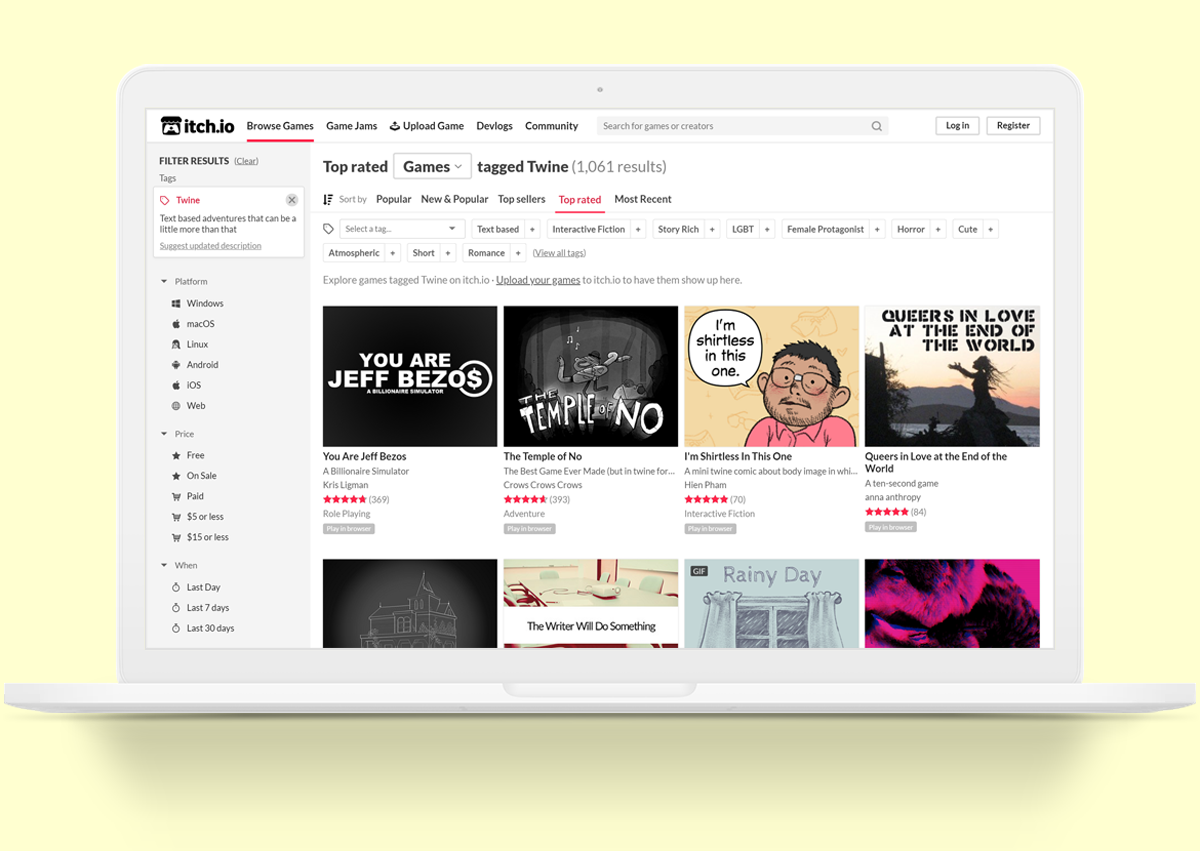 itch.io
Browse Games
Game Jams
Upload Game
Devlogs
Community
Search for games or creators
Log in
Register
FILTER RESULTS (Clear)
Tags
Twine
Text based adventures that can be a
little more than that
Suggest updated description
Platform
Windows
macOS
Linux
Android
iOS
Web
Price
Free
On Sale
Paid
$5 or less
$15 or less
When
Last Day
Last 7 days
Last 30 days
Top rated Games tagged Twine (1,061 results)
Sort by Popular New & Popular Top sellers Top rated Most Recent
Select a tag... Text based + Interactive Fiction + Story Rich + LGBT + Female Protagonist + Horror + Cute +
Atmospheric + Short + Romance + (View all tags)
Explore games tagged Twine on itch.io · Upload your games to itch.io to have them show up here.
YOU ARE
JEFF BEZO$
A BILLIONAIRE SIMULATOR
You Are Jeff Bezos
A Billionaire Simulator
Kris Ligman
(369)
Role Playing
Play in browser
THE
TEMPLE OF NO
The Temple of No
The Best Game Ever Made (but in twine for...
Crows Crows Crows
(393)
Adventure
Play in browser
I'm
shirtless
in this
one.
I'm Shirtless In This One
A mini twine comic about body image in whi...
Hien Pham
(70)
Interactive Fiction
Play in browser
QUEERS IN LOVE
AT THE END OF
THE WORLD
Queers in Love at the End of the
World
A ten-second game
anna anthropy
(84)
Play in browser
The Writer Will Do Something
GIF
Rainy Day